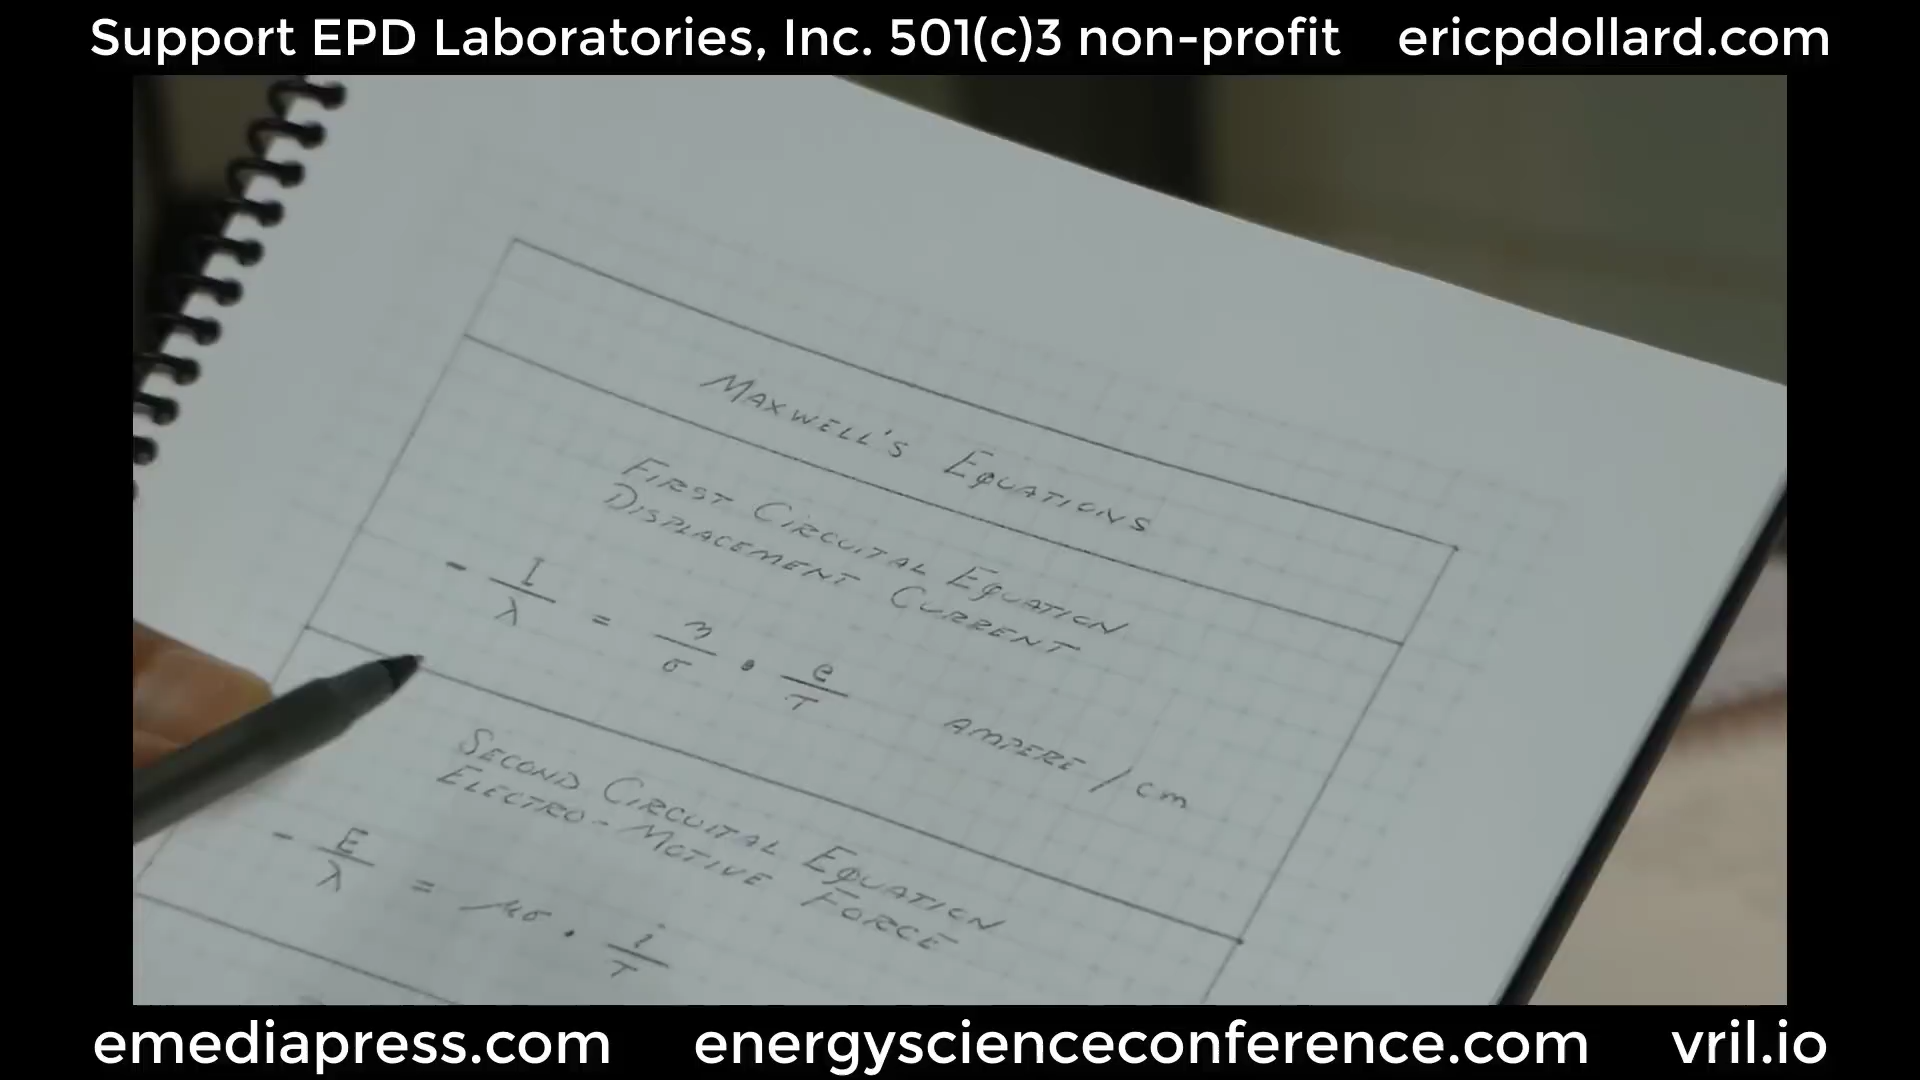 Support EPD Laboratories, Inc. 501(c)3 non-profit ericpdollard.com
MAXWELL'S EQUATIONS
FIRST CIRCUITAL EQUATION
DISPLACEMENT CURRENT
- I/λ = η/σ · e/T AMPERE / cm
SECOND CIRCUITAL EQUATION
ELECTRO-MOTIVE FORCE
- E/λ = μσ · i/T
emediapress.com energyscienceconference.com vril.io